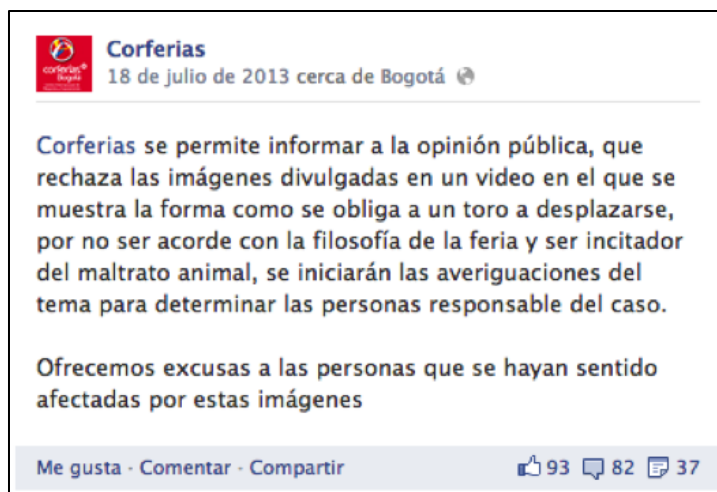 Corferias
18 de julio de 2013 cerca de Bogotá
corferias
Bogotá
Corferias se permite informar a la opinión pública, que
rechaza las imágenes divulgadas en un video en el que se
muestra la forma como se obliga a un toro a desplazarse,
por no ser acorde con la filosofía de la feria y ser incitador
del maltrato animal, se iniciarán las averiguaciones del
tema para determinar las personas responsable del caso.
Ofrecemos excusas a las personas que se hayan sentido
afectadas por estas imágenes
Me gusta · Comentar · Compartir 93 82 37